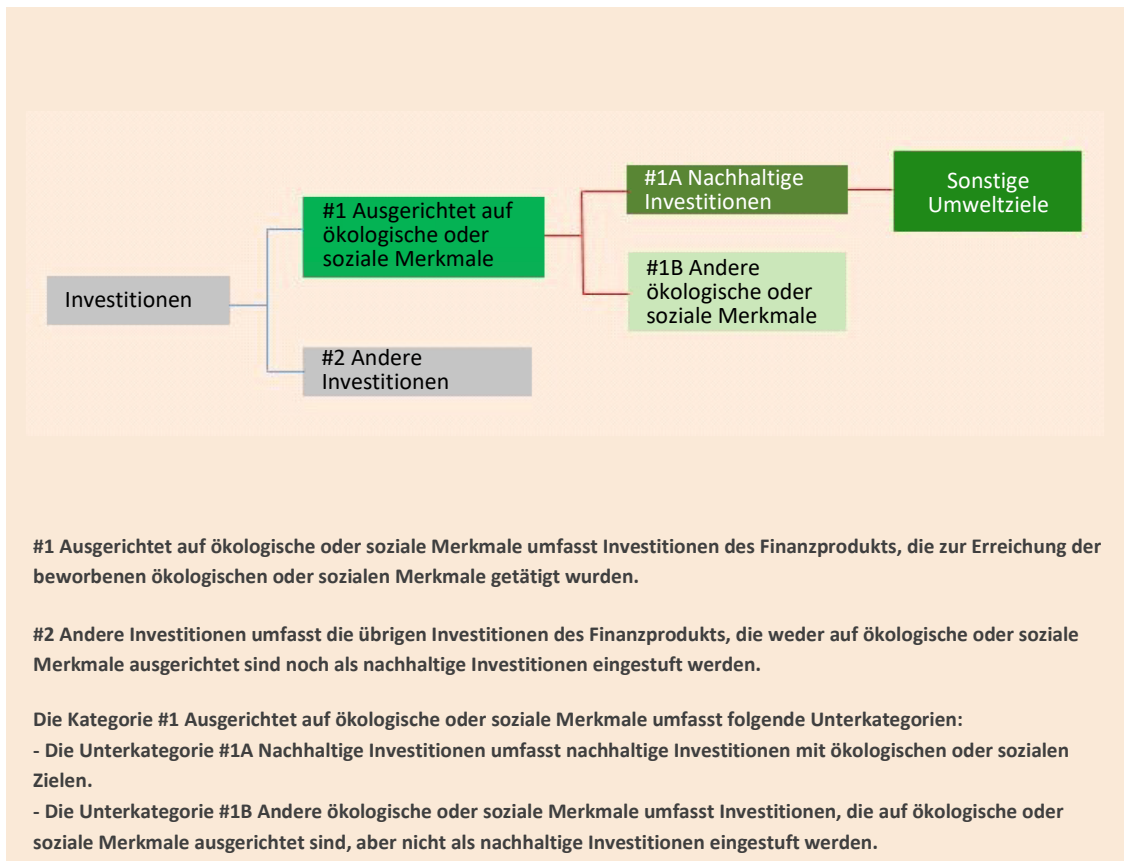 #1A Nachhaltige
Investitionen
Sonstige
Umweltziele
#1 Ausgerichtet auf
ökologische oder
soziale Merkmale
#1B Andere
ökologische oder
soziale Merkmale
Investitionen
#2 Andere
Investitionen
#1 Ausgerichtet auf ökologische oder soziale Merkmale umfasst Investitionen des Finanzprodukts, die zur Erreichung der
beworbenen ökologischen oder sozialen Merkmale getätigt wurden.
#2 Andere Investitionen umfasst die übrigen Investitionen des Finanzprodukts, die weder auf ökologische oder soziale
Merkmale ausgerichtet sind noch als nachhaltige Investitionen eingestuft werden.
Die Kategorie #1 Ausgerichtet auf ökologische oder soziale Merkmale umfasst folgende Unterkategorien:
- Die Unterkategorie #1A Nachhaltige Investitionen umfasst nachhaltige Investitionen mit ökologischen oder sozialen
Zielen.
- Die Unterkategorie #1B Andere ökologische oder soziale Merkmale umfasst Investitionen, die auf ökologische oder
soziale Merkmale ausgerichtet sind, aber nicht als nachhaltige Investitionen eingestuft werden.